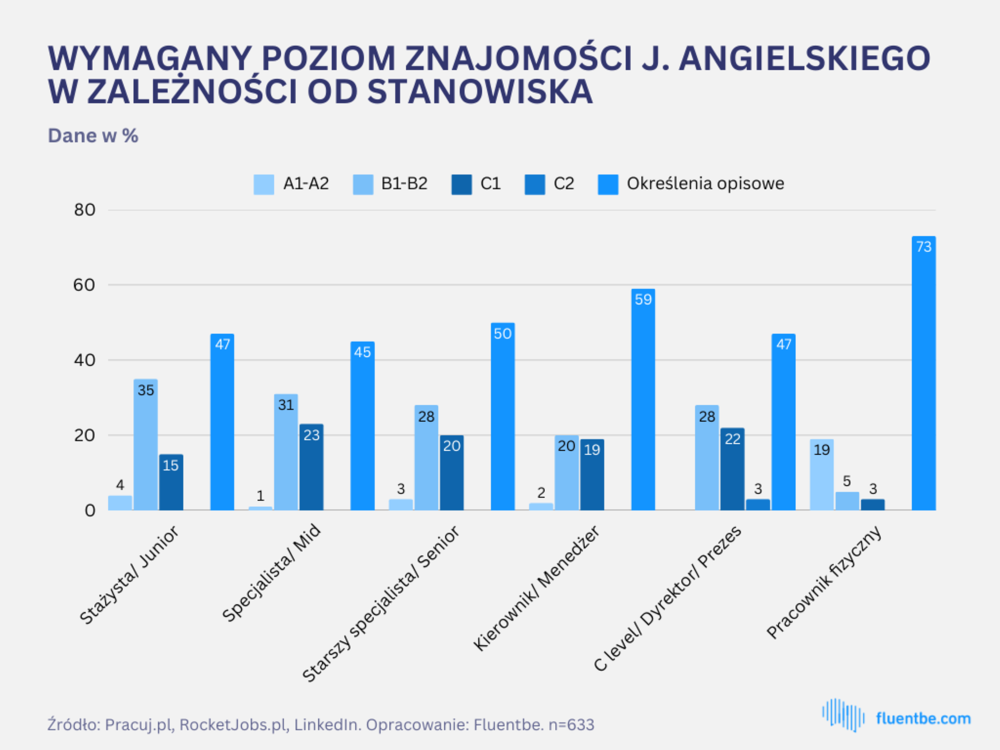 WYMAGANY POZIOM ZNAJOMOŚCI J. ANGIELSKIEGO
W ZALEŻNOŚCI OD STANOWISKA
Dane w %
A1-A2 B1-B2 C1 C2 Określenia opisowe
80
60
40
20
0
4 35 15 47
1 31 23 45
3 28 20 50
2 20 19 59
28 22 3 47
19 5 3 73
Stażysta/ Junior
Specjalista/ Mid
Starszy specjalista/ Senior
Kierownik/ Menedżer
C level/ Dyrektor/ Prezes
Pracownik fizyczny
Źródło: Pracuj.pl, RocketJobs.pl, LinkedIn. Opracowanie: Fluentbe. n=633
fluentbe.com